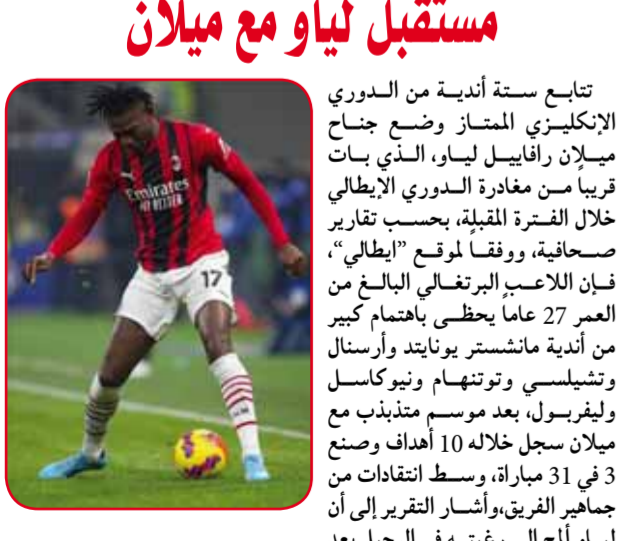 مستقبل لياو مع ميلان
تتابع ستة أندية من الدوري
الإنكليزي الممتاز وضع جناح
ميلان رافاييل لياو، الذي بات
قريباً من مغادرة الدوري الإيطالي
خلال الفترة المقبلة، بحسب تقارير
صحافية، ووفقاً لموقع “ايطالي”،
فإن اللاعب البرتغالي البالغ من
العمر 27 عاماً يحظى باهتمام كبير
من أندية مانشستر يونايتد وأرسنال
وتشيلسي وتوتنهام ونيوكاسل
وليفربول، بعد موسم متذبذب مع
ميلان سجل خلاله 10 أهداف وصنع
3 في 31 مباراة، وسط انتقادات من
جماهير الفريق،وأشار التقرير إلى أن
Emirates
FLY BETTER
17